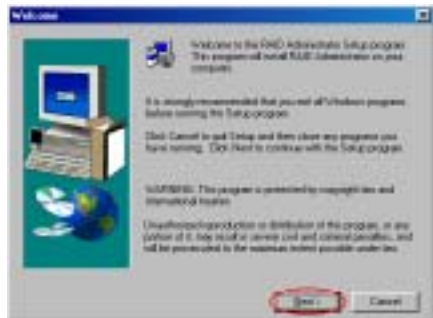 Welcome
Welcome to the RAID Administrator Setup program.
This program will install RAID Administrator on your
computer.
It is strongly recommended that you exit all Windows programs
before running this Setup program.
Click Cancel to quit Setup and then close any programs you
have running. Click Next to continue with the Setup program.
WARNING: This program is protected by copyright law and
international treaties.
Unauthorized reproduction or distribution of this program, or any
portion of it, may result in severe civil and criminal penalties, and
will be prosecuted to the maximum extent possible under law.
Next >
Cancel